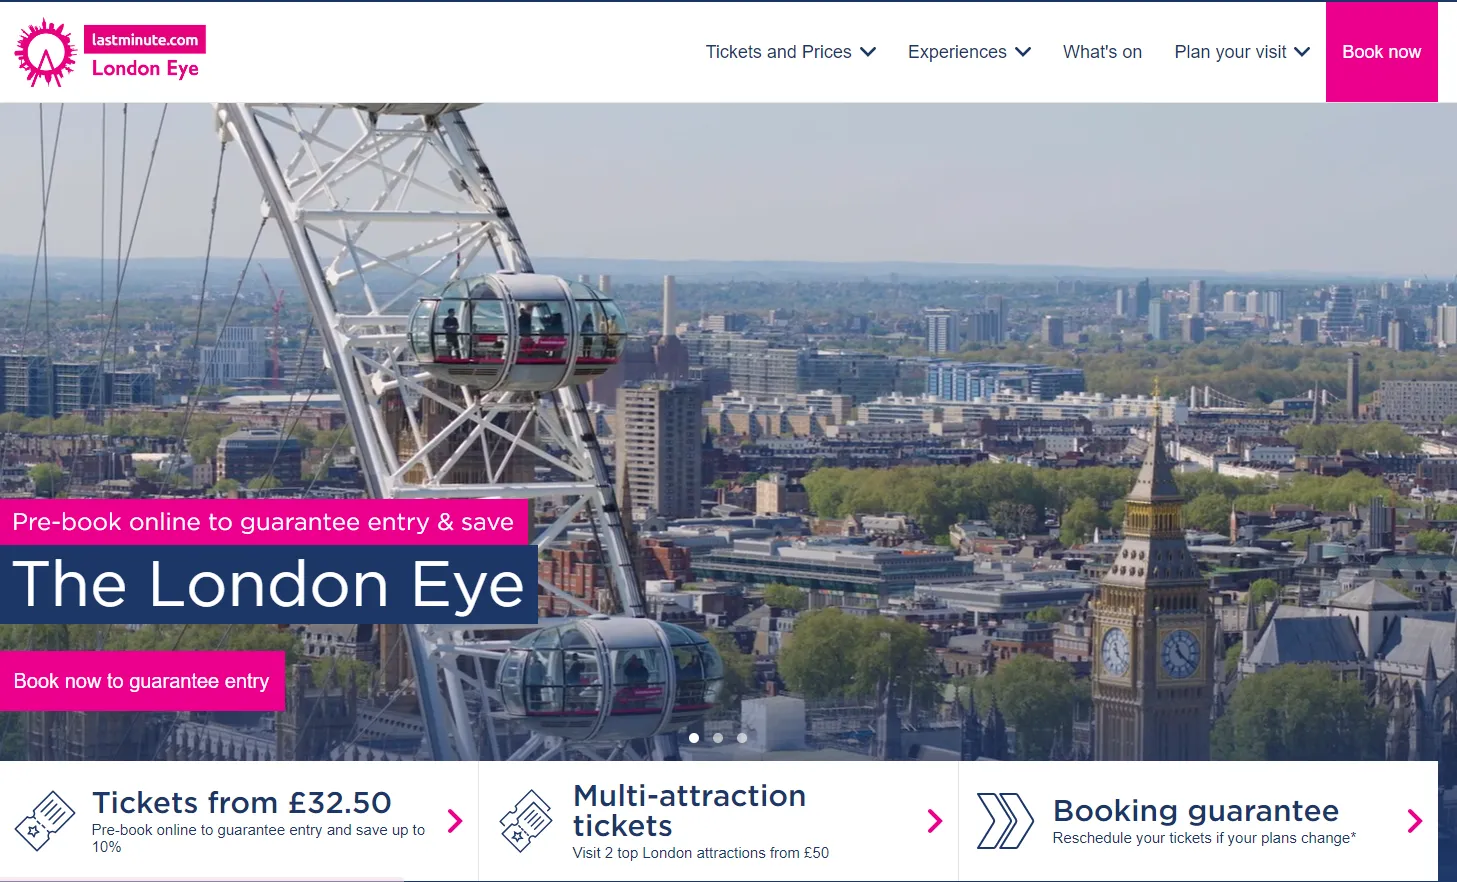 lastminute.com
London Eye
Tickets and Prices
Experiences
What's on
Plan your visit
Book now
Pre-book online to guarantee entry & save
The London Eye
Book now to guarantee entry
Tickets from £32.50
Pre-book online to guarantee entry and save up to
10%
Multi-attraction
tickets
Visit 2 top London attractions from £50
Booking guarantee
Reschedule your tickets if your plans change*